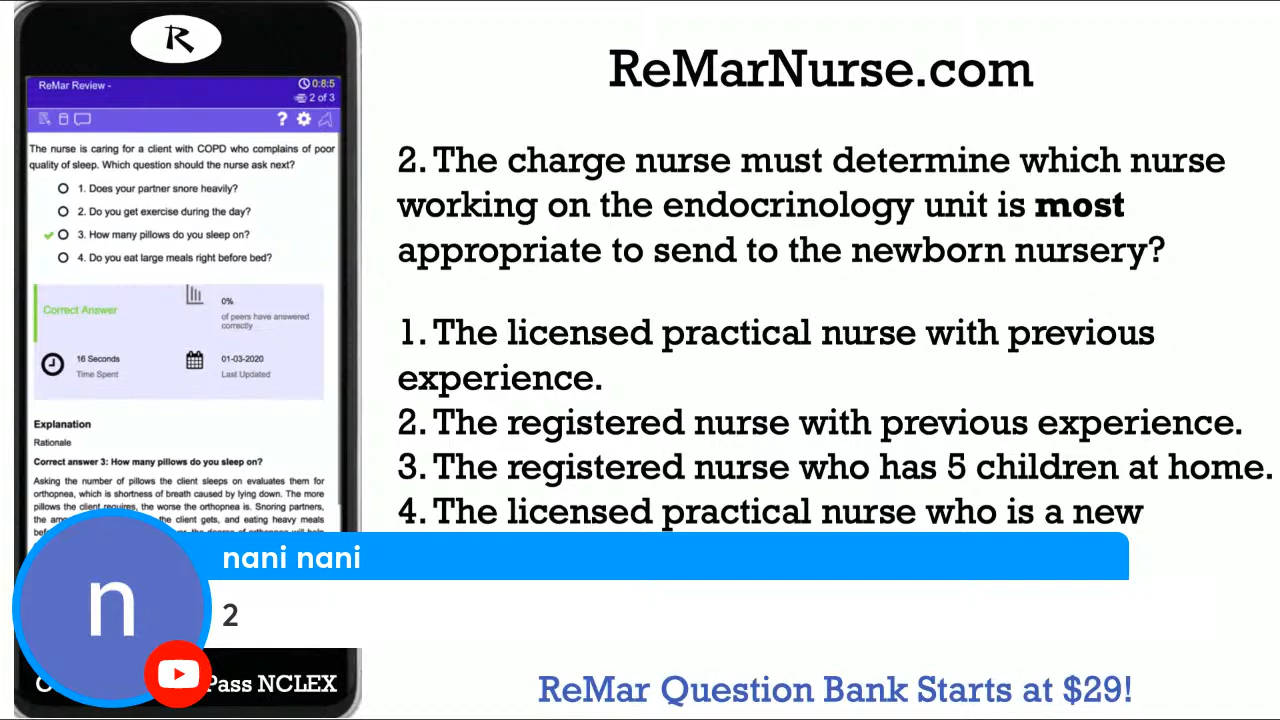 R
ReMar Review -
0:8:5
2 of 3
?
The nurse is caring for a client with COPD who complains of poor
quality of sleep. Which question should the nurse ask next?
1. Does your partner snore heavily?
2. Do you get exercise during the day?
3. How many pillows do you sleep on?
4. Do you eat large meals right before bed?
Correct Answer
0%
of peers have answered
correctly
16 Seconds
Time Spent
01-03-2020
Last Updated
Explanation
Rationale
Correct answer 3: How many pillows do you sleep on?
Asking the number of pillows the client sleeps on evaluates them for
orthopnea, which is shortness of breath caused by lying down. The more
pillows the client requires, the worse the orthopnea is. Snoring partners,
the client gets, and eating heavy meals
ReMarNurse.com
2. The charge nurse must determine which nurse
working on the endocrinology unit is most
appropriate to send to the newborn nursery?
1. The licensed practical nurse with previous
experience.
2. The registered nurse with previous experience.
3. The registered nurse who has 5 children at home.
4. The licensed practical nurse who is a new
nani nani
n
2
Pass NCLEX
ReMar Question Bank Starts at $29!